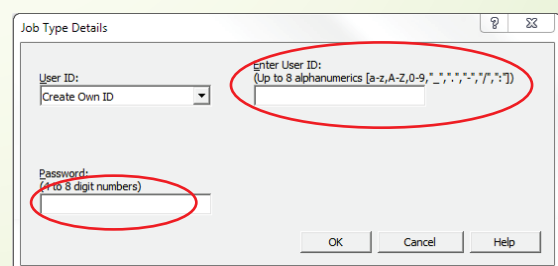 Job Type Details
? X
User ID:
Create Own ID
Enter User ID:
(Up to 8 alphanumerics [a-z,A-Z,0-9,"_",".","-","/",":"])
Password:
(4 to 8 digit numbers)
OK Cancel Help